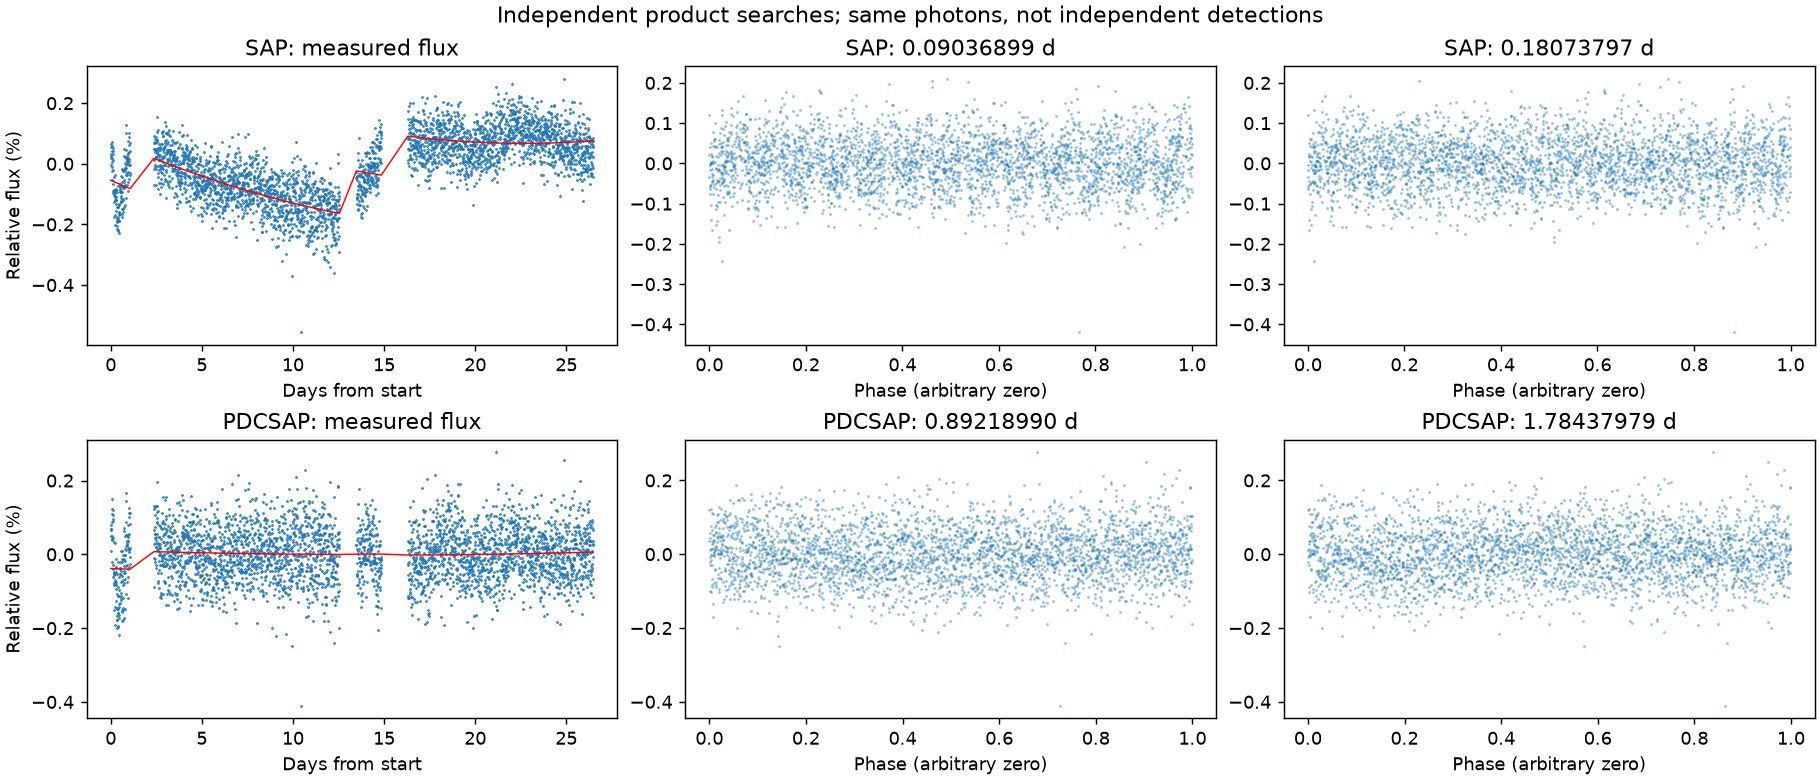 Independent product searches; same photons, not independent detections
SAP: measured flux
SAP: 0.09036899 d
SAP: 0.18073797 d
Relative flux (%)
0.2
0.0
−0.2
−0.4
0 5 10 15 20 25
Days from start
0.2
0.1
0.0
−0.1
−0.2
−0.3
−0.4
0.0 0.2 0.4 0.6 0.8 1.0
Phase (arbitrary zero)
0.2
0.1
0.0
−0.1
−0.2
−0.3
−0.4
0.0 0.2 0.4 0.6 0.8 1.0
Phase (arbitrary zero)
PDCSAP: measured flux
PDCSAP: 0.89218990 d
PDCSAP: 1.78437979 d
Relative flux (%)
0.2
0.0
−0.2
−0.4
0 5 10 15 20 25
Days from start
0.2
0.0
−0.2
−0.4
0.0 0.2 0.4 0.6 0.8 1.0
Phase (arbitrary zero)
0.2
0.0
−0.2
−0.4
0.0 0.2 0.4 0.6 0.8 1.0
Phase (arbitrary zero)